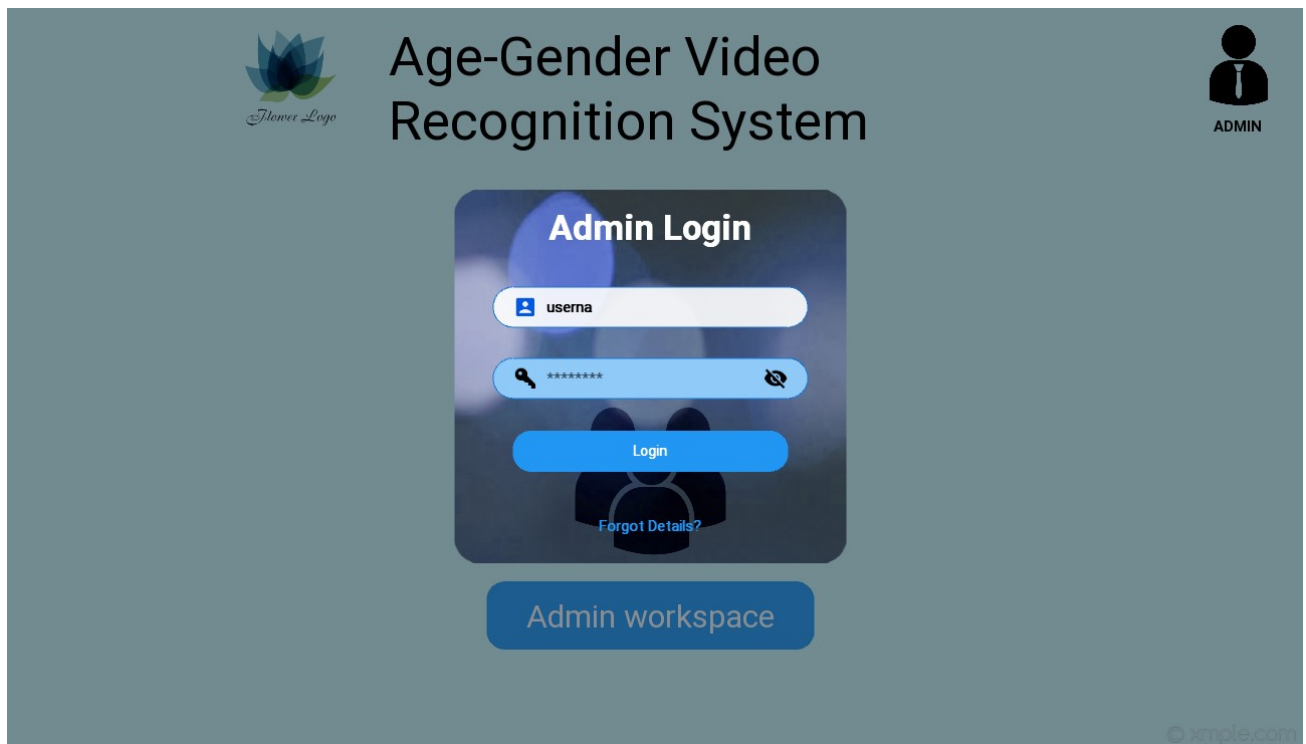 Age-Gender Video
Recognition System
Flower Logo
ADMIN
Admin Login
userna
********
Login
Forgot Details?
Admin workspace
© xmple.com